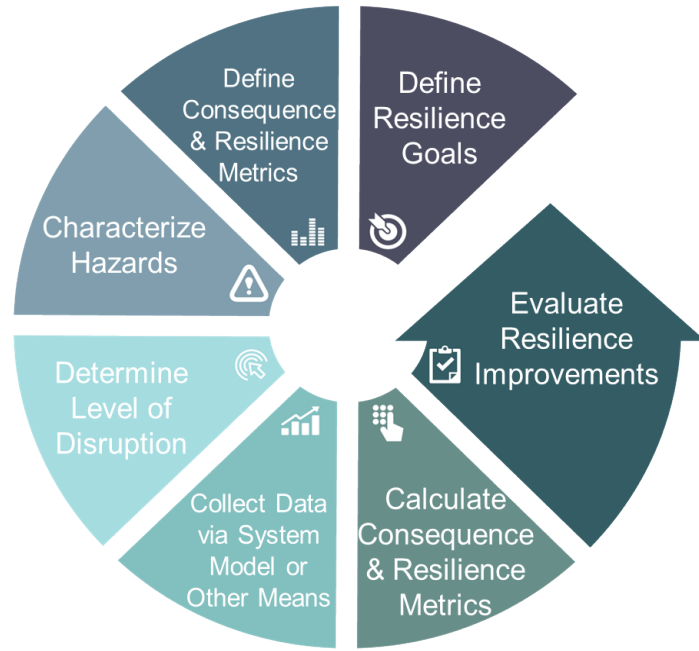 Define
Resilience
Goals
Define
Consequence
& Resilience
Metrics
Characterize
Hazards
Determine
Level of
Disruption
Collect Data
via System
Model or
Other Means
Calculate
Consequence
& Resilience
Metrics
Evaluate
Resilience
Improvements